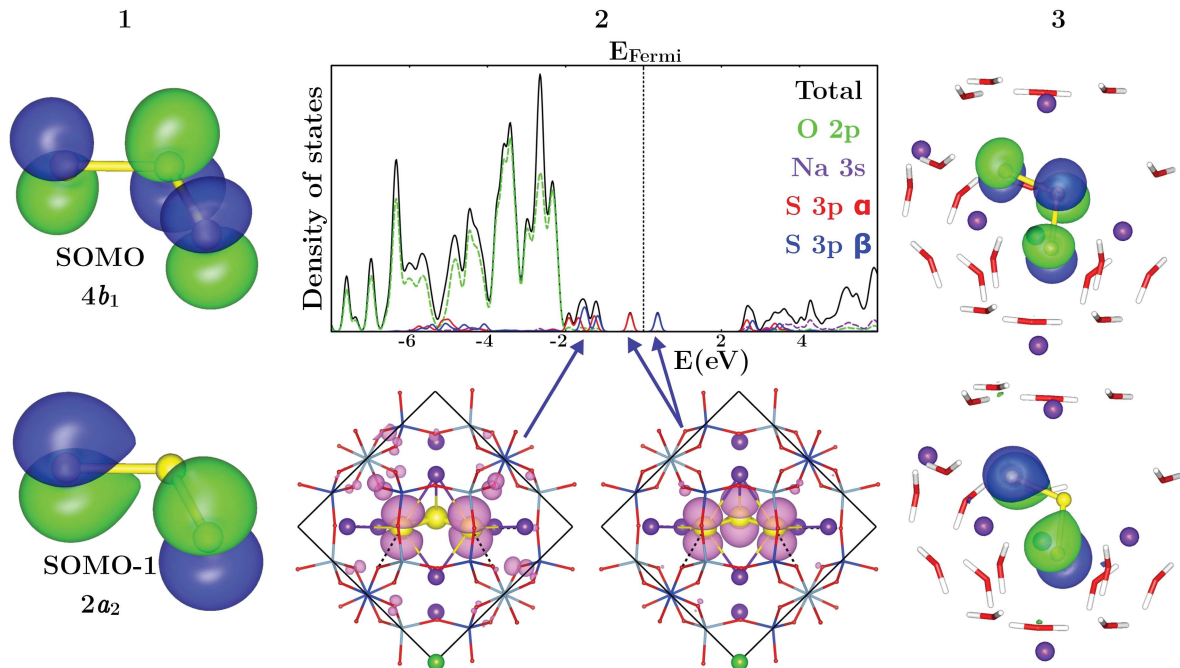 1
2
3
E_Fermi
Total
O 2p
Na 3s
S 3p α
S 3p β
Density of states
-6
-4
-2
2
4
E(eV)
SOMO
4b₁
SOMO-1
2a₂